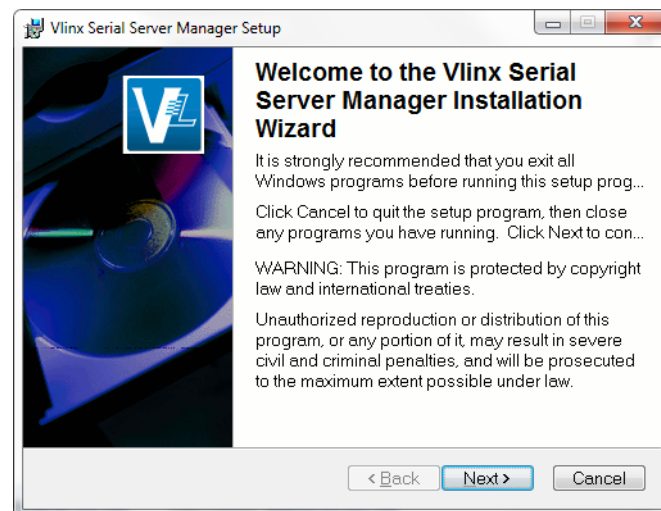 Vlinx Serial Server Manager Setup
VL
Welcome to the Vlinx Serial
Server Manager Installation
Wizard
It is strongly recommended that you exit all
Windows programs before running this setup prog...
Click Cancel to quit the setup program, then close
any programs you have running. Click Next to con...
WARNING: This program is protected by copyright
law and international treaties.
Unauthorized reproduction or distribution of this
program, or any portion of it, may result in severe
civil and criminal penalties, and will be prosecuted
to the maximum extent possible under law.
< Back Next > Cancel